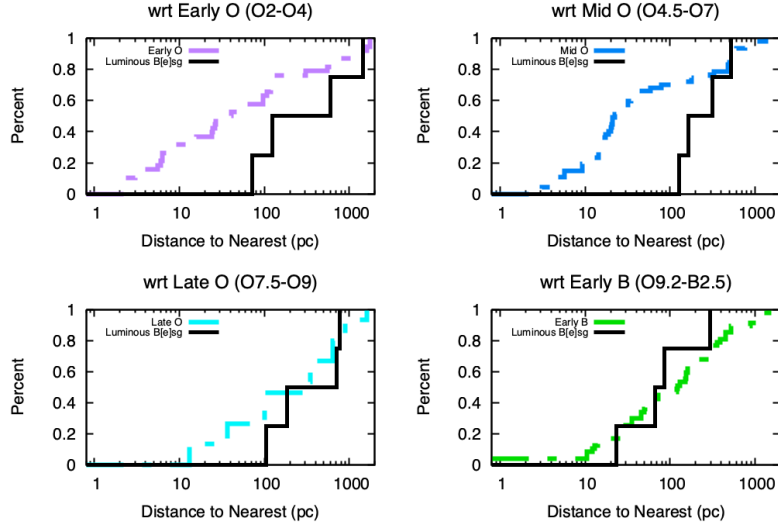 wrt Early O (O2-O4)
Percent
1
0.8
0.6
0.4
0.2
0
Early O
Luminous B[e]sg
1 10 100 1000
Distance to Nearest (pc)
wrt Mid O (O4.5-O7)
Percent
1
0.8
0.6
0.4
0.2
0
Mid O
Luminous B[e]sg
1 10 100 1000
Distance to Nearest (pc)
wrt Late O (O7.5-O9)
Percent
1
0.8
0.6
0.4
0.2
0
Late O
Luminous B[e]sg
1 10 100 1000
Distance to Nearest (pc)
wrt Early B (O9.2-B2.5)
Percent
1
0.8
0.6
0.4
0.2
0
Early B
Luminous B[e]sg
1 10 100 1000
Distance to Nearest (pc)